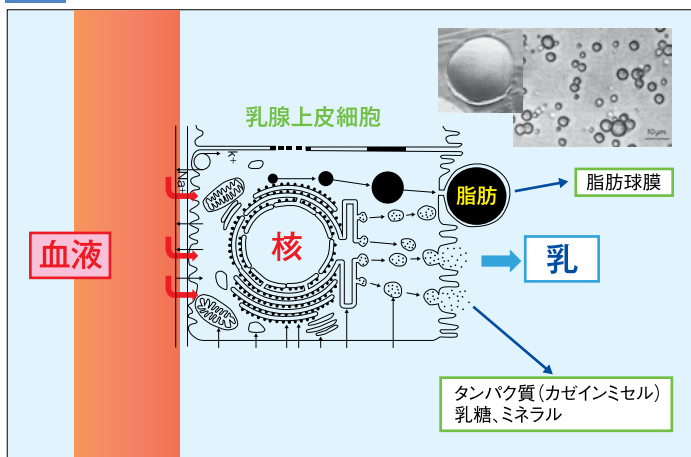 乳腺上皮細胞
10μm
K+
Na+
脂肪
脂肪球膜
血液
核
乳
タンパク質(カゼインミセル)
乳糖、ミネラル